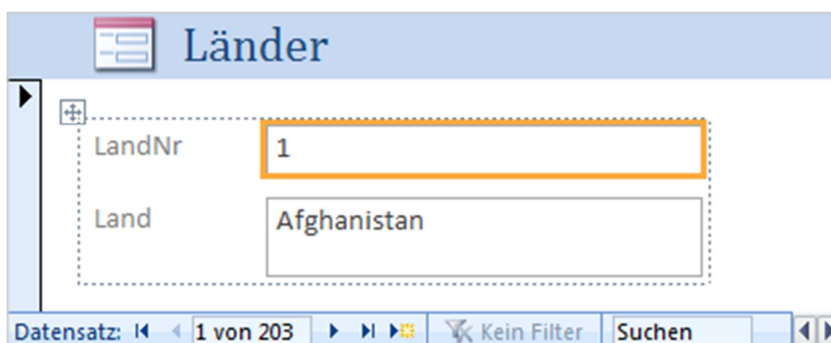 Länder
LandNr 1
Land Afghanistan
Datensatz: 1 von 203 Kein Filter Suchen